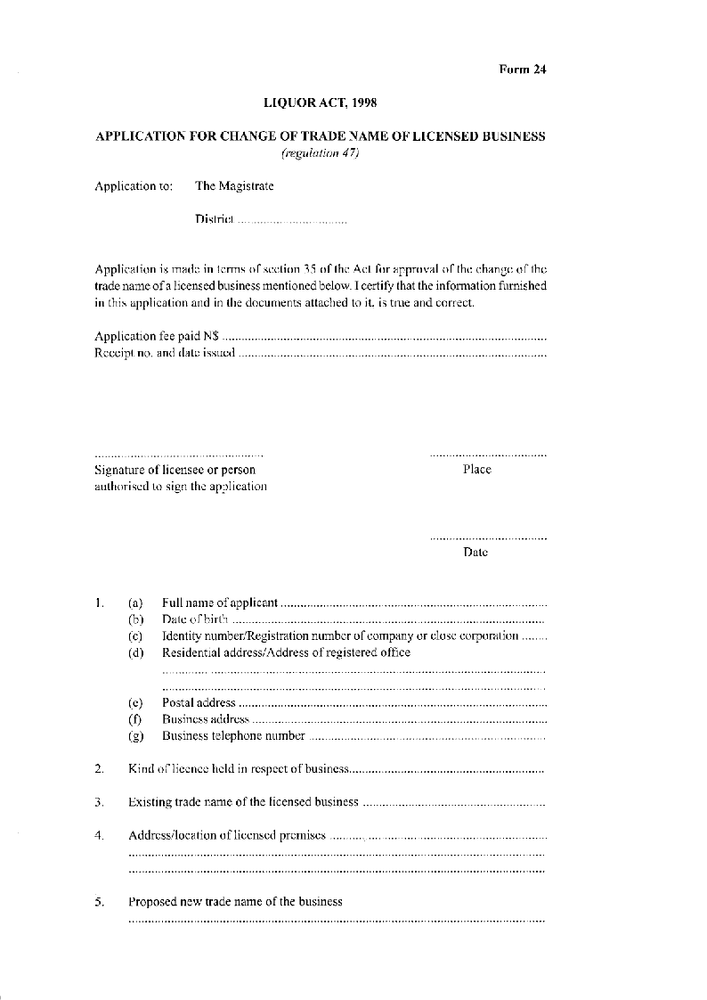 Form 24
LIQUOR ACT, 1998
APPLICATION FOR CHANGE OF TRADE NAME OF LICENSED BUSINESS
(regulation 47)
Application to: The Magistrate
District ..................................
Application is made in terms of section 35 of the Act for approval of the change of the
trade name of a licensed business mentioned below. I certify that the information furnished
in this application and in the documents attached to it, is true and correct.
Application fee paid N$ ....................................................................................................
Receipt no. and date issued ...............................................................................................
.................................................... ....................................
Signature of licensee or person Place
authorised to sign the application
....................................
Date
1. (a) Full name of applicant ..................................................................................
(b) Date of birth ................................................................................................
(c) Identity number/Registration number of company or close corporation ........
(d) Residential address/Address of registered office
......................................................................................................................
......................................................................................................................
(e) Postal address ...............................................................................................
(f) Business address ...........................................................................................
(g) Business telephone number .........................................................................
2. Kind of licence held in respect of business............................................................
3. Existing trade name of the licensed business ........................................................
4. Address/location of licensed premises ...................................................................
................................................................................................................................
................................................................................................................................
5. Proposed new trade name of the business
................................................................................................................................